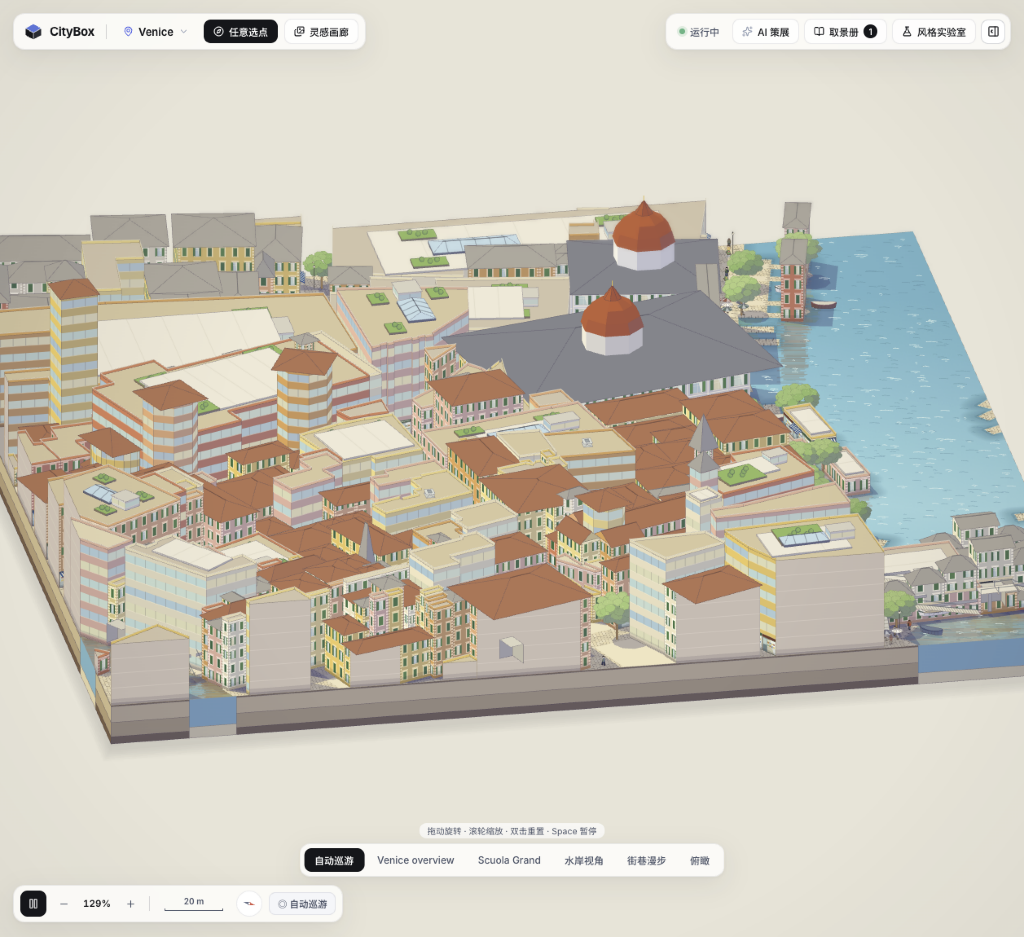 CityBox
Venice
任意选点
灵感画廊
运行中
AI 策展
取景册 1
风格实验室
拖动旋转 · 滚轮缩放 · 双击重置 · Space 暂停
自动巡游
Venice overview
Scuola Grand
水岸视角
街巷漫步
俯瞰
129%
20 m
自动巡游